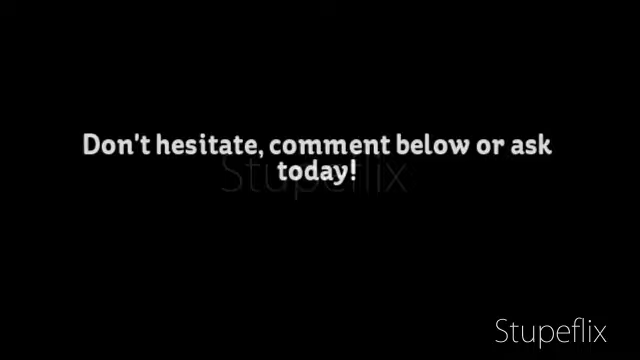 Don't hesitate, comment below or ask
today!
Stupeflix
Stupeflix